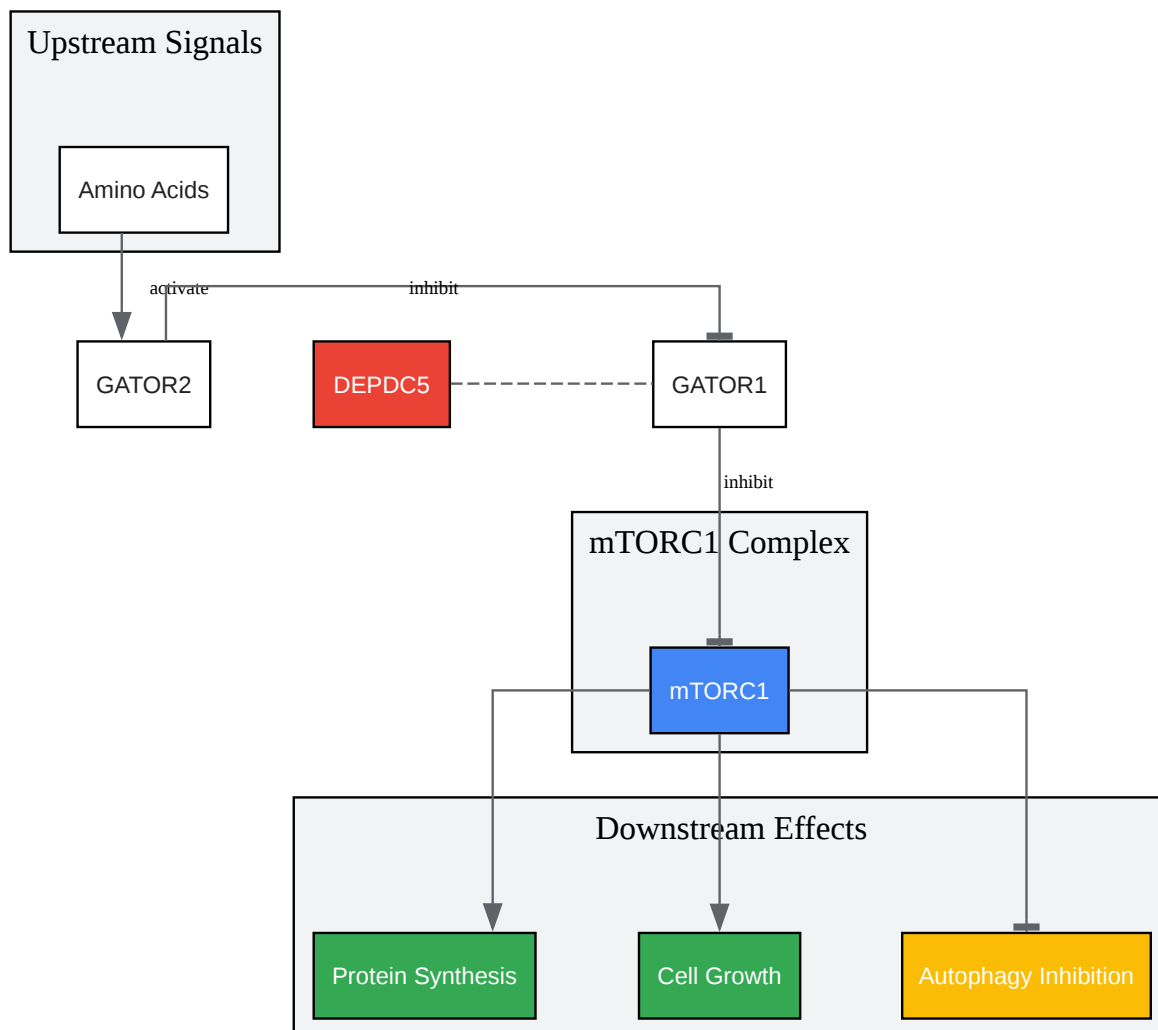 Upstream Signals
Amino Acids
activate
inhibit
GATOR2
DEPDC5
GATOR1
inhibit
mTORC1 Complex
mTORC1
Downstream Effects
Protein Synthesis
Cell Growth
Autophagy Inhibition